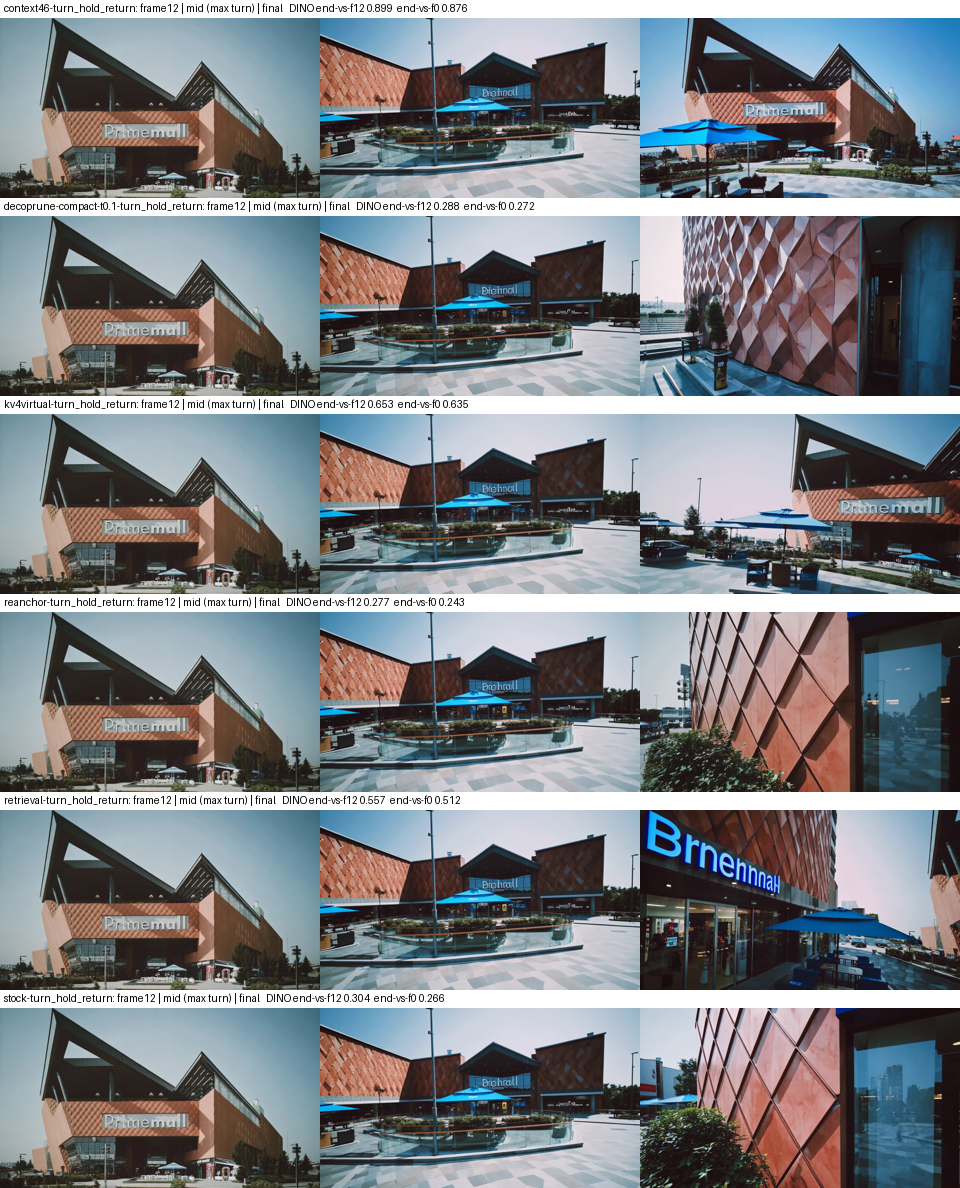 context46-turn_hold_return: frame12 | mid (max turn) | final DINO end-vs-f12 0.899 end-vs-f0 0.876
Primemall
Primemall
decoprune-compact-t0.1-turn_hold_return: frame12 | mid (max turn) | final DINO end-vs-f12 0.288 end-vs-f0 0.272
Primemall
kv4virtual-turn_hold_return: frame12 | mid (max turn) | final DINO end-vs-f12 0.653 end-vs-f0 0.635
Primemall
Primemall
reanchor-turn_hold_return: frame12 | mid (max turn) | final DINO end-vs-f12 0.277 end-vs-f0 0.243
Primemall
retrieval-turn_hold_return: frame12 | mid (max turn) | final DINO end-vs-f12 0.557 end-vs-f0 0.512
Primemall
BrnennnaH
stock-turn_hold_return: frame12 | mid (max turn) | final DINO end-vs-f12 0.304 end-vs-f0 0.266
Primemall